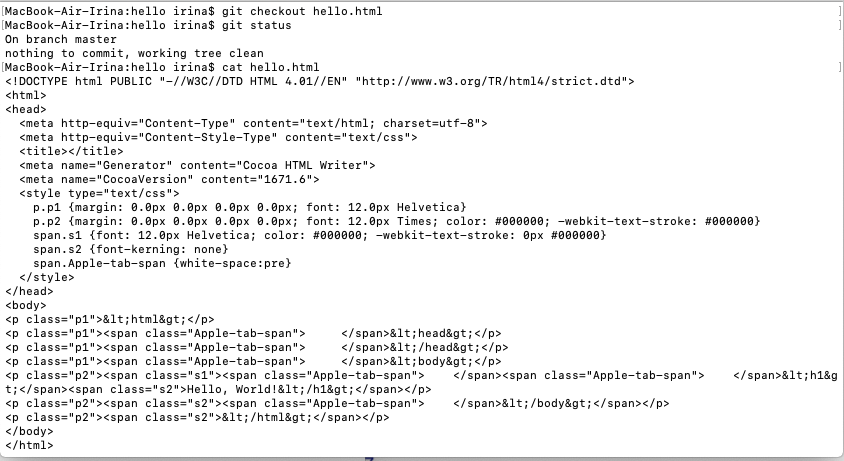 [MacBook-Air-Irina:hello irina$ git checkout hello.html ]
[MacBook-Air-Irina:hello irina$ git status ]
On branch master
nothing to commit, working tree clean
[MacBook-Air-Irina:hello irina$ cat hello.html ]
<!DOCTYPE html PUBLIC "-//W3C//DTD HTML 4.01//EN" "http://www.w3.org/TR/html4/strict.dtd">
<html>
<head>
  <meta http-equiv="Content-Type" content="text/html; charset=utf-8">
  <meta http-equiv="Content-Style-Type" content="text/css">
  <title></title>
  <meta name="Generator" content="Cocoa HTML Writer">
  <meta name="CocoaVersion" content="1671.6">
  <style type="text/css">
    p.p1 {margin: 0.0px 0.0px 0.0px 0.0px; font: 12.0px Helvetica}
    p.p2 {margin: 0.0px 0.0px 0.0px 0.0px; font: 12.0px Times; color: #000000; -webkit-text-stroke: #000000}
    span.s1 {font: 12.0px Helvetica; color: #000000; -webkit-text-stroke: 0px #000000}
    span.s2 {font-kerning: none}
    span.Apple-tab-span {white-space:pre}
  </style>
</head>
<body>
<p class="p1">&lt;html&gt;</p>
<p class="p1"><span class="Apple-tab-span">     </span>&lt;head&gt;</p>
<p class="p1"><span class="Apple-tab-span">     </span>&lt;/head&gt;</p>
<p class="p1"><span class="Apple-tab-span">     </span>&lt;body&gt;</p>
<p class="p2"><span class="s1"><span class="Apple-tab-span">    </span><span class="Apple-tab-span">    </span>&lt;h1&g
t;</span><span class="s2">Hello, World!&lt;/h1&gt;</span></p>
<p class="p2"><span class="s2"><span class="Apple-tab-span">    </span>&lt;/body&gt;</span></p>
<p class="p2"><span class="s2">&lt;/html&gt;</span></p>
</body>
</html>